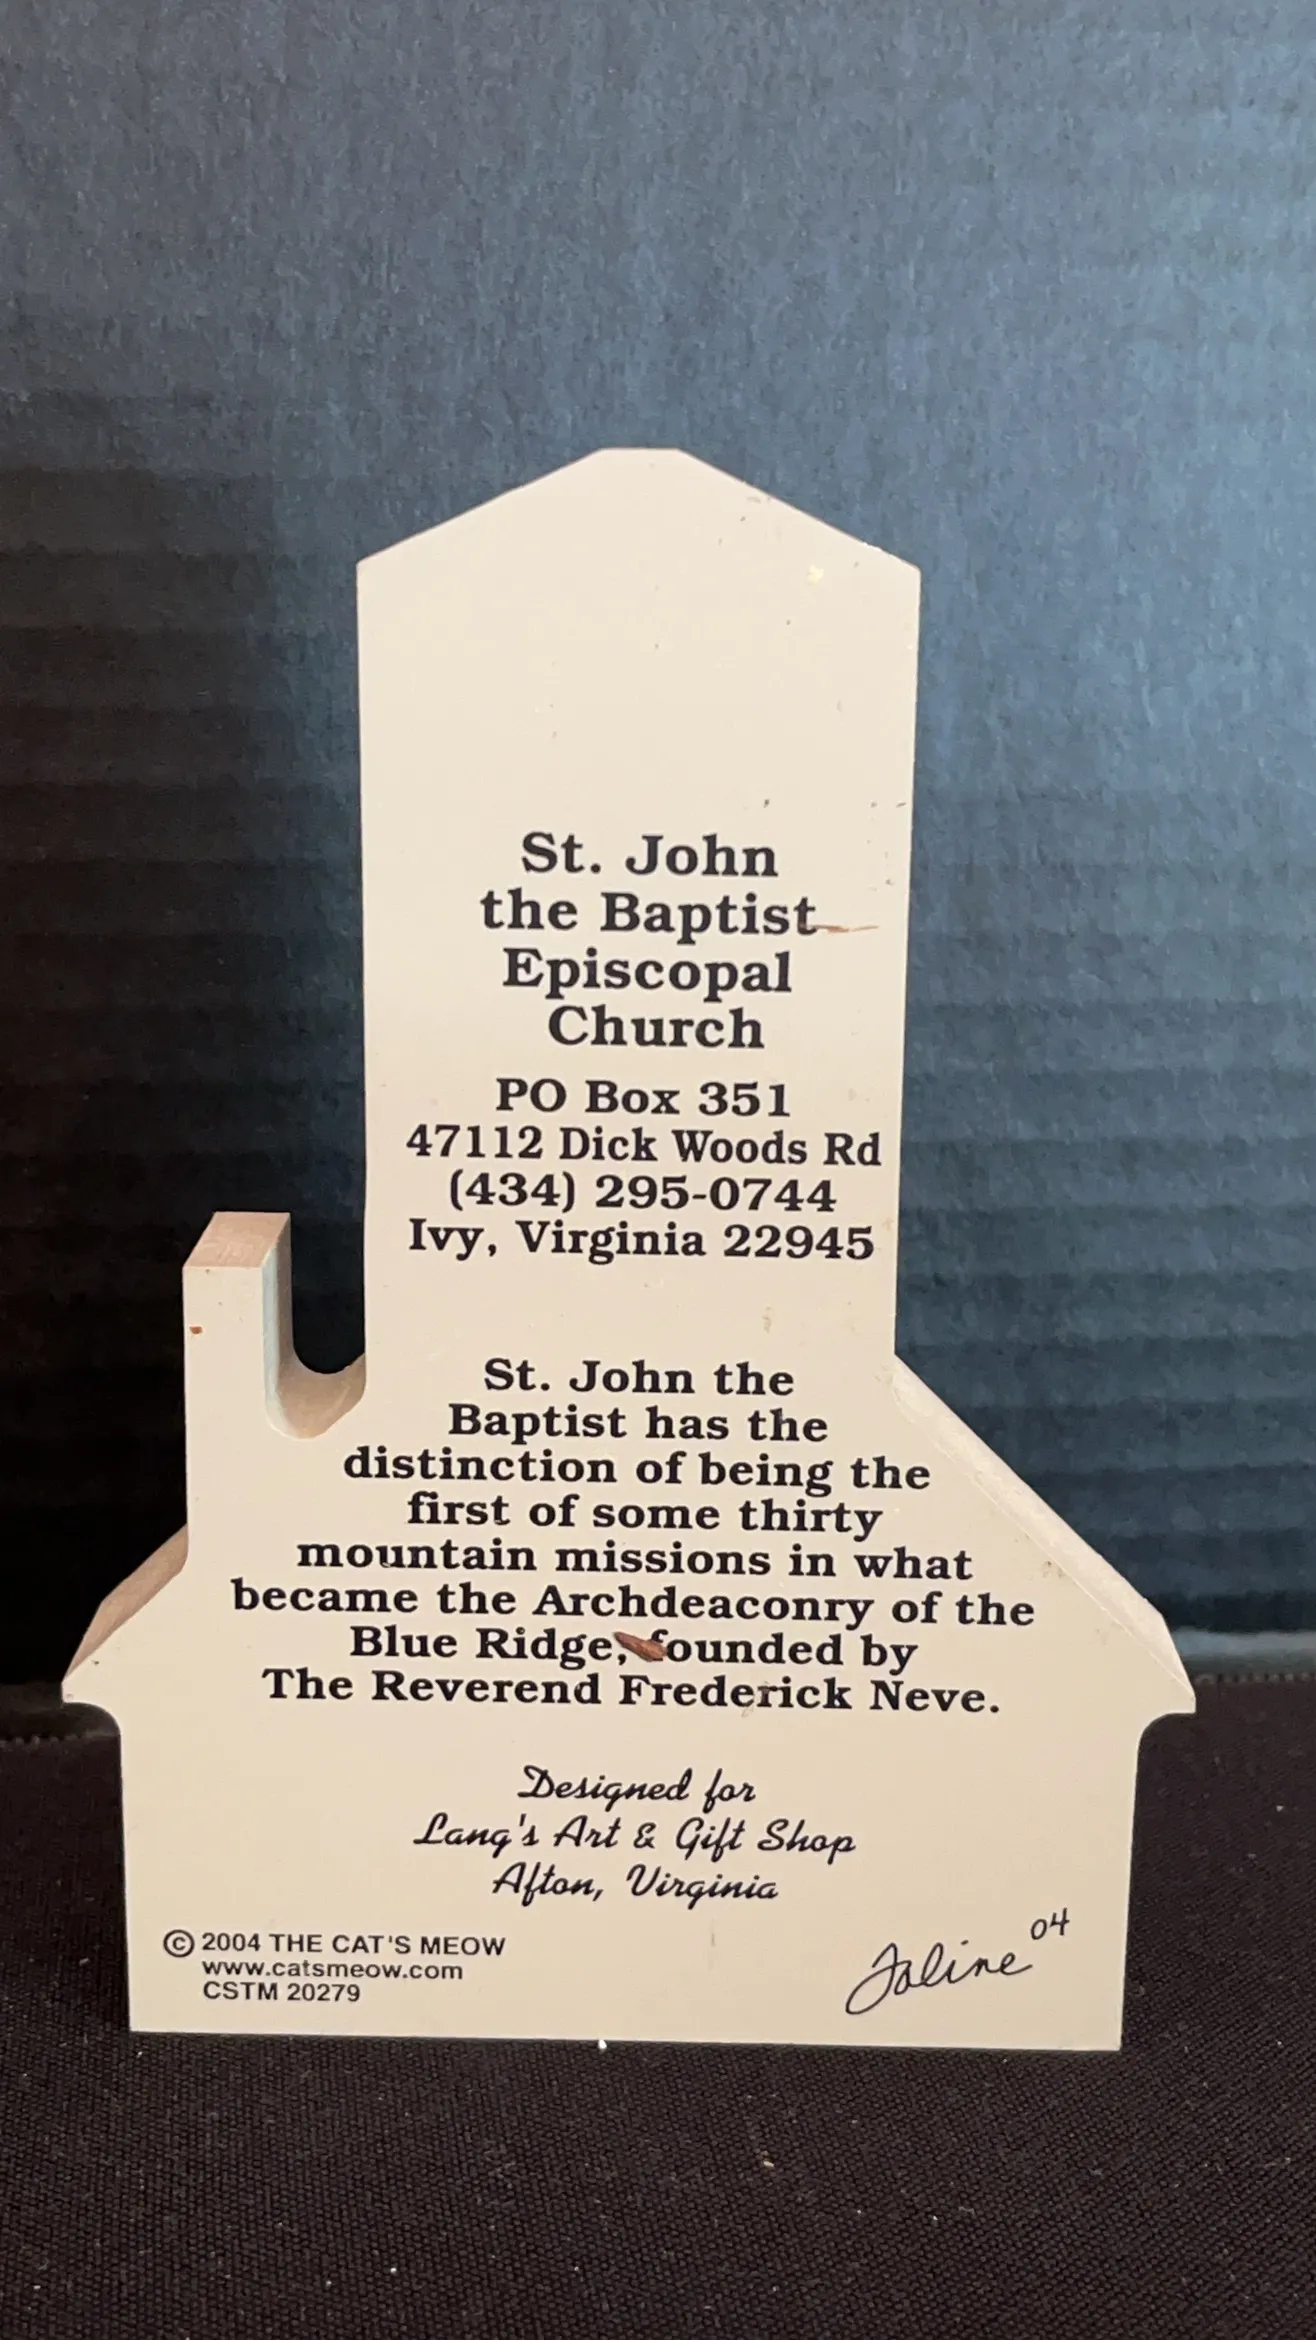 St. John
the Baptist
Episcopal
Church
PO Box 351
47112 Dick Woods Rd
(434) 295-0744
Ivy, Virginia 22945
St. John the
Baptist has the
distinction of being the
first of some thirty
mountain missions in what
became the Archdeaconry of the
Blue Ridge, founded by
The Reverend Frederick Neve.
Designed for
Lang's Art & Gift Shop
Afton, Virginia
© 2004 THE CAT'S MEOW
www.catsmeow.com
CSTM 20279
Faline 04